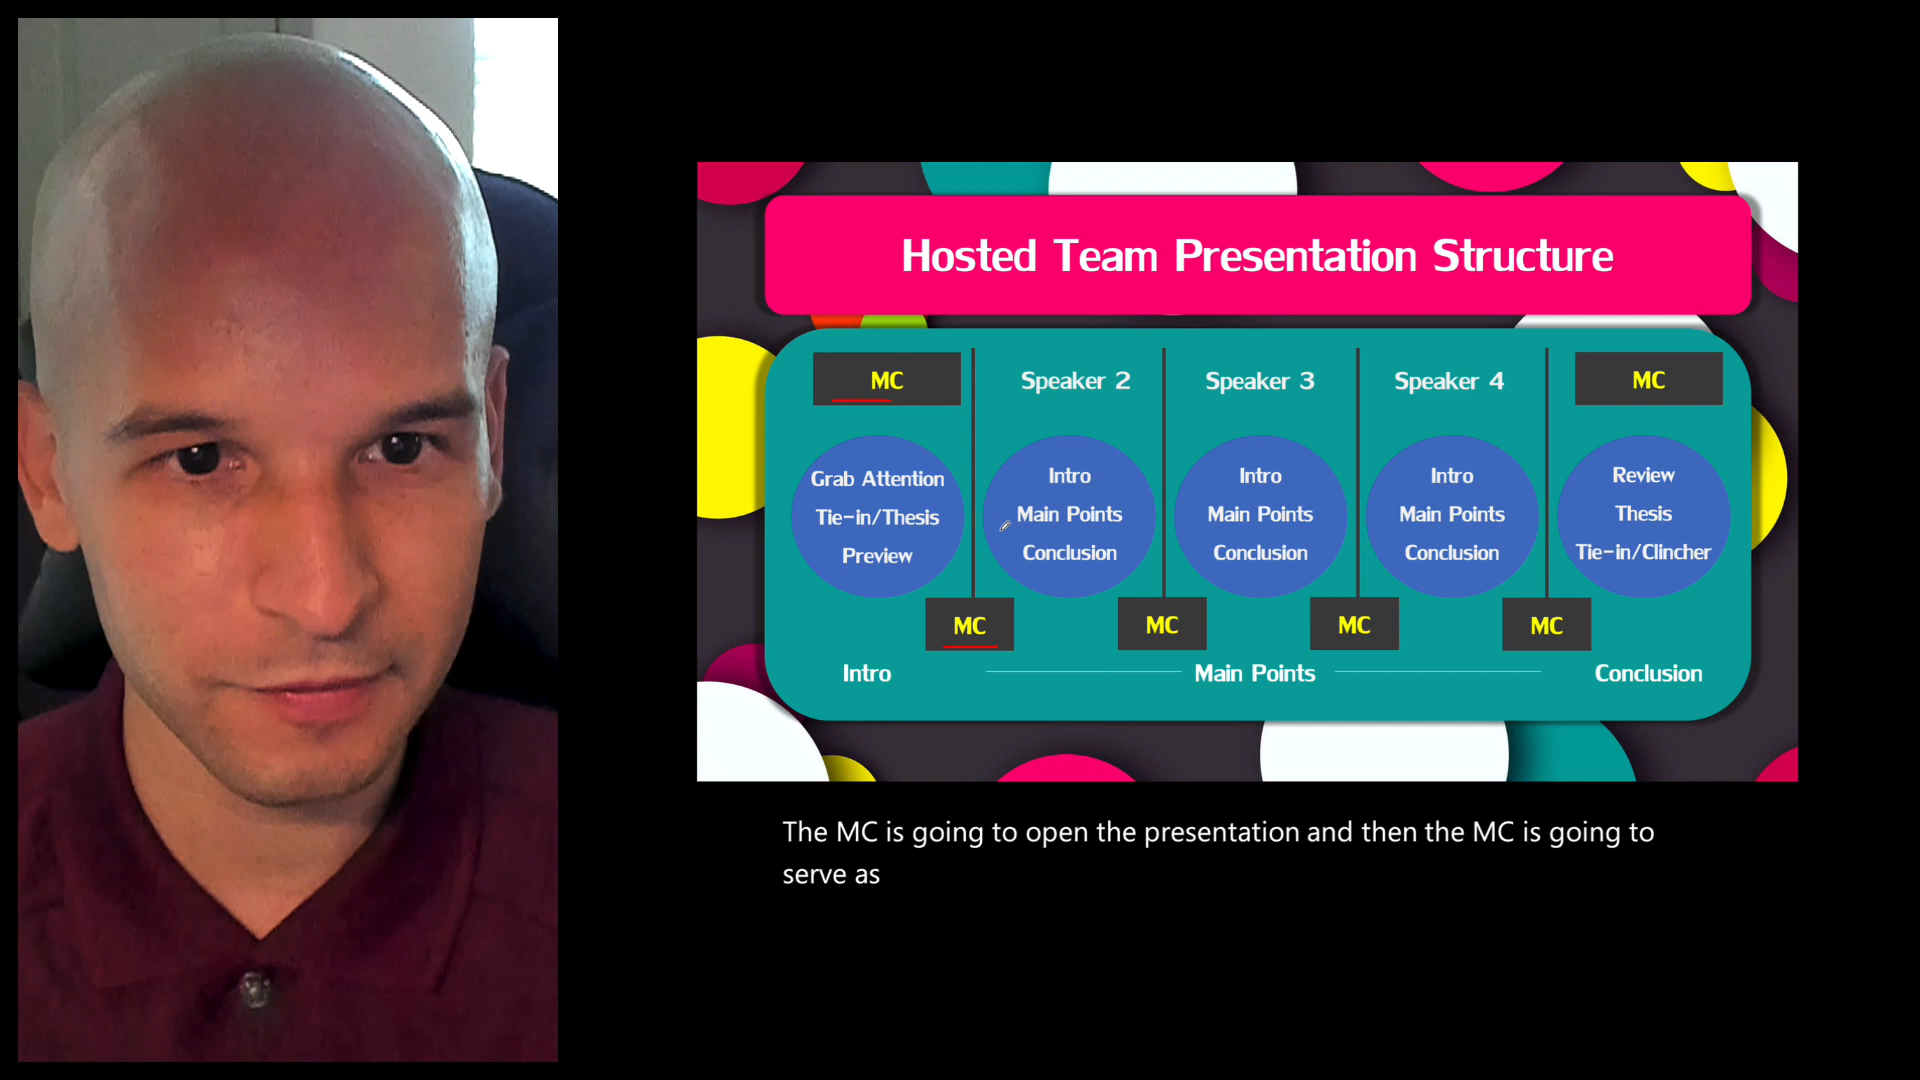 Hosted Team Presentation Structure
MC
Speaker 2
Speaker 3
Speaker 4
MC
Grab Attention
Tie-in/Thesis
Preview
Intro
Main Points
Conclusion
Intro
Main Points
Conclusion
Intro
Main Points
Conclusion
Review
Thesis
Tie-in/Clincher
MC
MC
MC
MC
Intro
Main Points
Conclusion
The MC is going to open the presentation and then the MC is going to
serve as